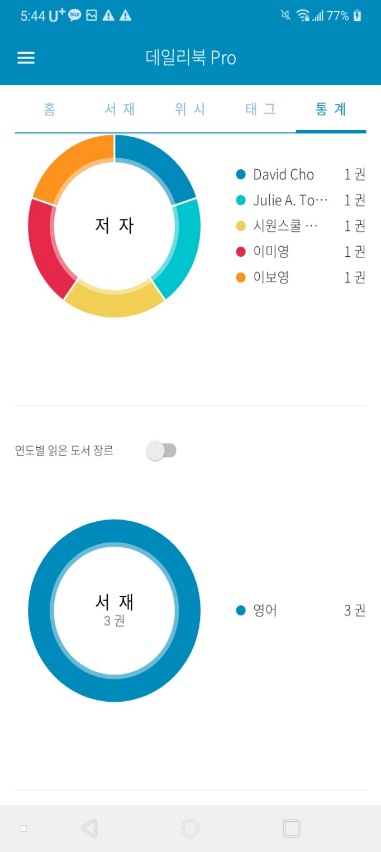 5:44 U+ 77%
데일리북 Pro
홈 서재 위시 태그 통계
저자
David Cho 1 권
Julie A. To··· 1 권
시원스쿨 ··· 1 권
이미영 1 권
이보영 1 권
연도별 읽은 도서 장르
서재
3 권
영어 3 권